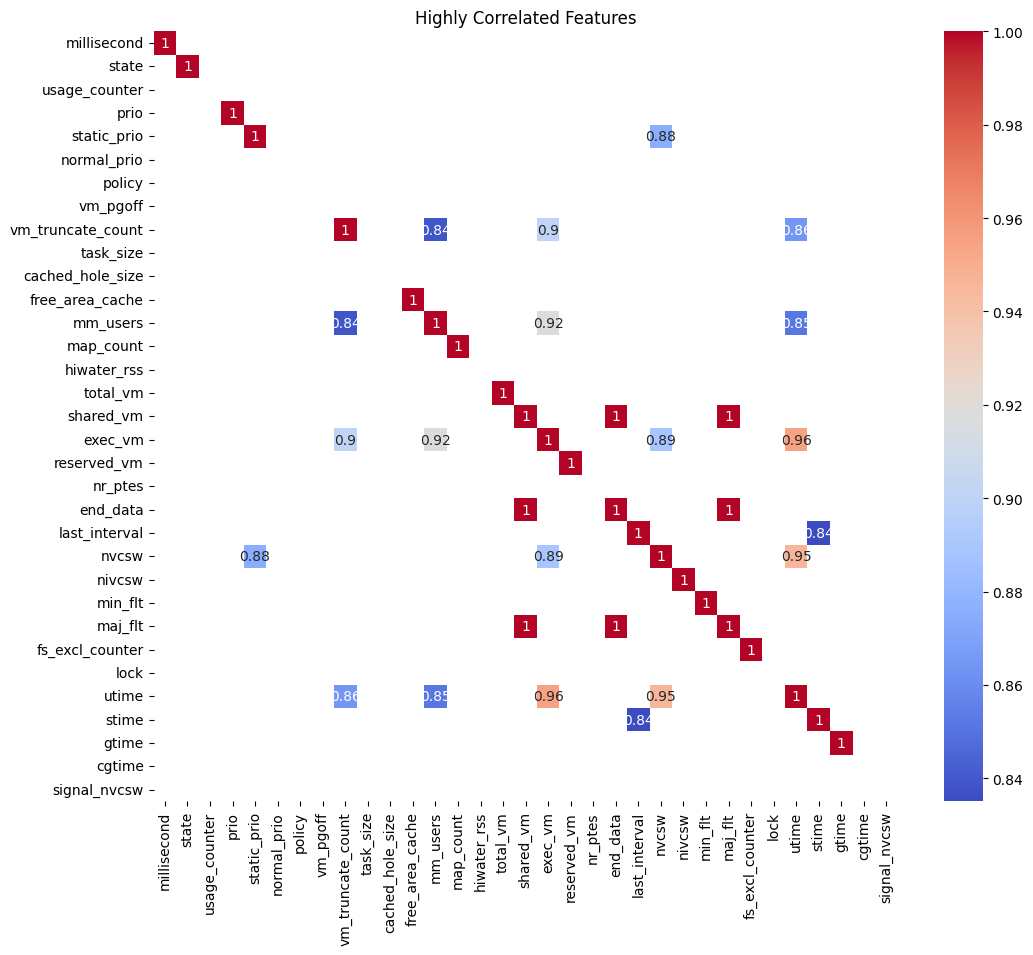 Highly Correlated Features
millisecond 1 1.00
state 1
usage_counter
prio 1 0.98
static_prio 1 0.88
normal_prio
policy 0.96
vm_pgoff
vm_truncate_count 1 0.84 0.9 0.86
task_size
cached_hole_size 0.94
free_area_cache 1
mm_users 0.84 1 0.92 0.85
map_count 1
hiwater_rss 0.92
total_vm 1
shared_vm 1 1 1
exec_vm 0.9 0.92 1 0.89 0.96
reserved_vm 1 0.90
nr_ptes
end_data 1 1 1
last_interval 1 0.84
nvcsw 0.88 0.89 1 0.95 0.88
nivcsw 1
min_flt 1
maj_flt 1 1 1
fs_excl_counter 1 0.86
lock
utime 0.86 0.85 0.96 0.95 1
stime 0.84 1
gtime 1
cgtime 0.84
signal_nvcsw
millisecond
state
usage_counter
prio
static_prio
normal_prio
policy
vm_pgoff
vm_truncate_count
task_size
cached_hole_size
free_area_cache
mm_users
map_count
hiwater_rss
total_vm
shared_vm
exec_vm
reserved_vm
nr_ptes
end_data
last_interval
nvcsw
nivcsw
min_flt
maj_flt
fs_excl_counter
lock
utime
stime
gtime
cgtime
signal_nvcsw